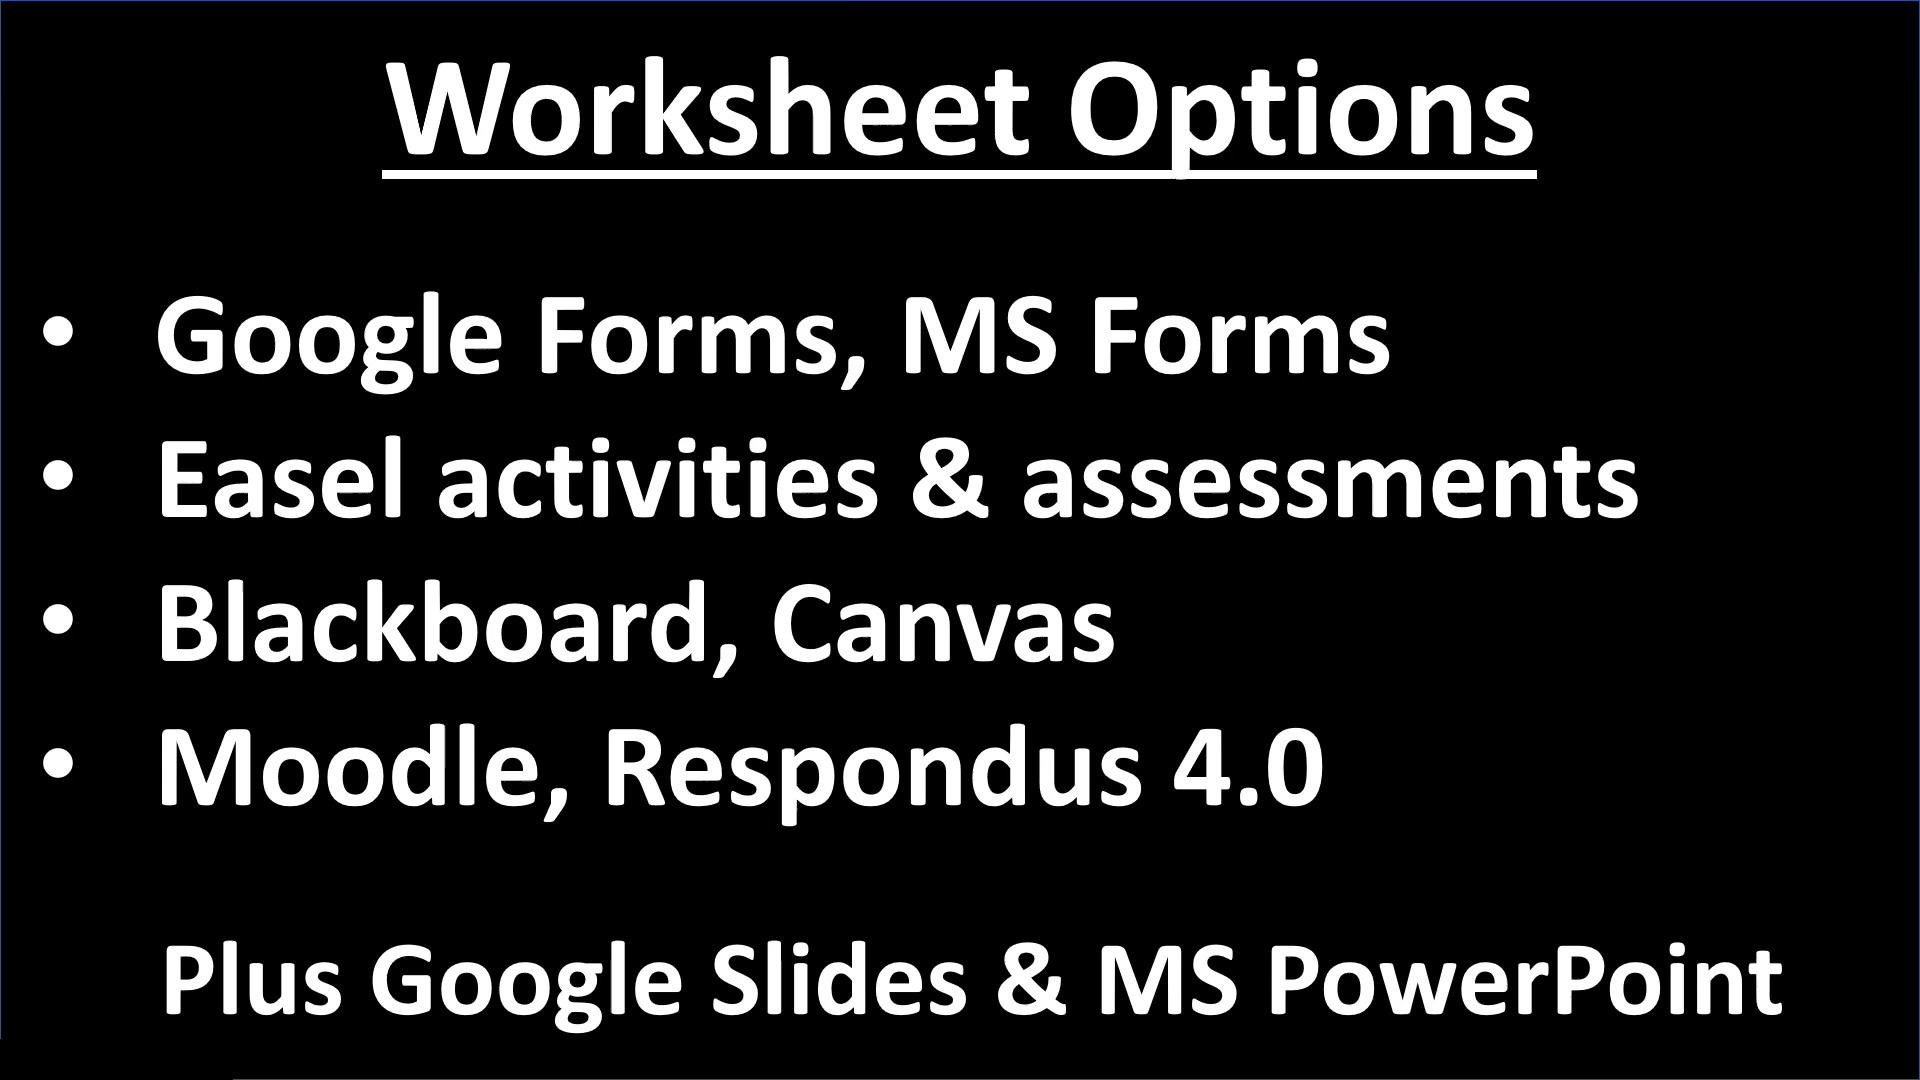 Worksheet Options
• Google Forms, MS Forms
• Easel activities & assessments
• Blackboard, Canvas
• Moodle, Respondus 4.0
Plus Google Slides & MS PowerPoint